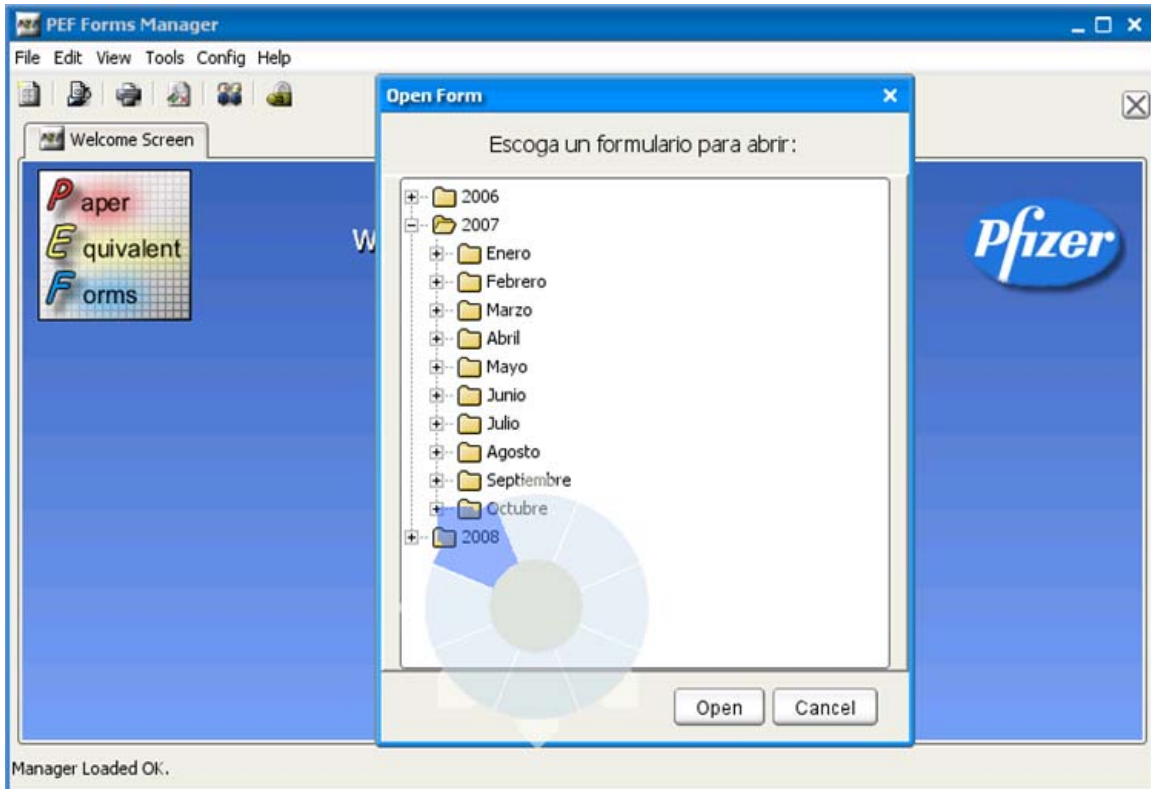 PEF Forms Manager
File Edit View Tools Config Help
Open Form
Welcome Screen
Escoga un formulario para abrir:
Paper
Equivalent
Forms
W
Pfizer
2006
2007
Enero
Febrero
Marzo
Abril
Mayo
Junio
Julio
Agosto
Septiembre
Octubre
2008
Open Cancel
Manager Loaded OK.